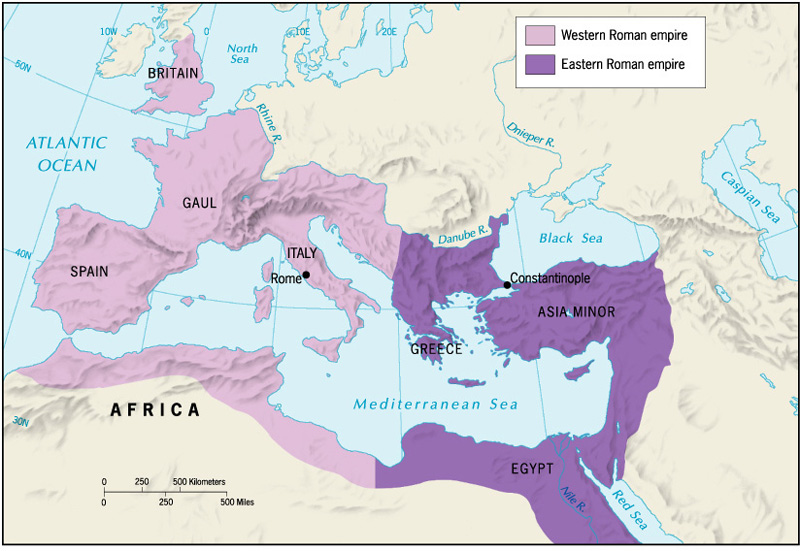 10W
0
10E
20E
Western Roman empire
Eastern Roman empire
North
Sea
50N
BRITAIN
Rhine R.
Dnieper R.
ATLANTIC
OCEAN
Caspian Sea
GAUL
Danube R.
Black Sea
40N
SPAIN
ITALY
Rome
Constantinople
ASIA MINOR
GREECE
AFRICA
Mediterranean Sea
30N
EGYPT
0 250 500 Kilometers
0 250 500 Miles
Nile R.
Red Sea